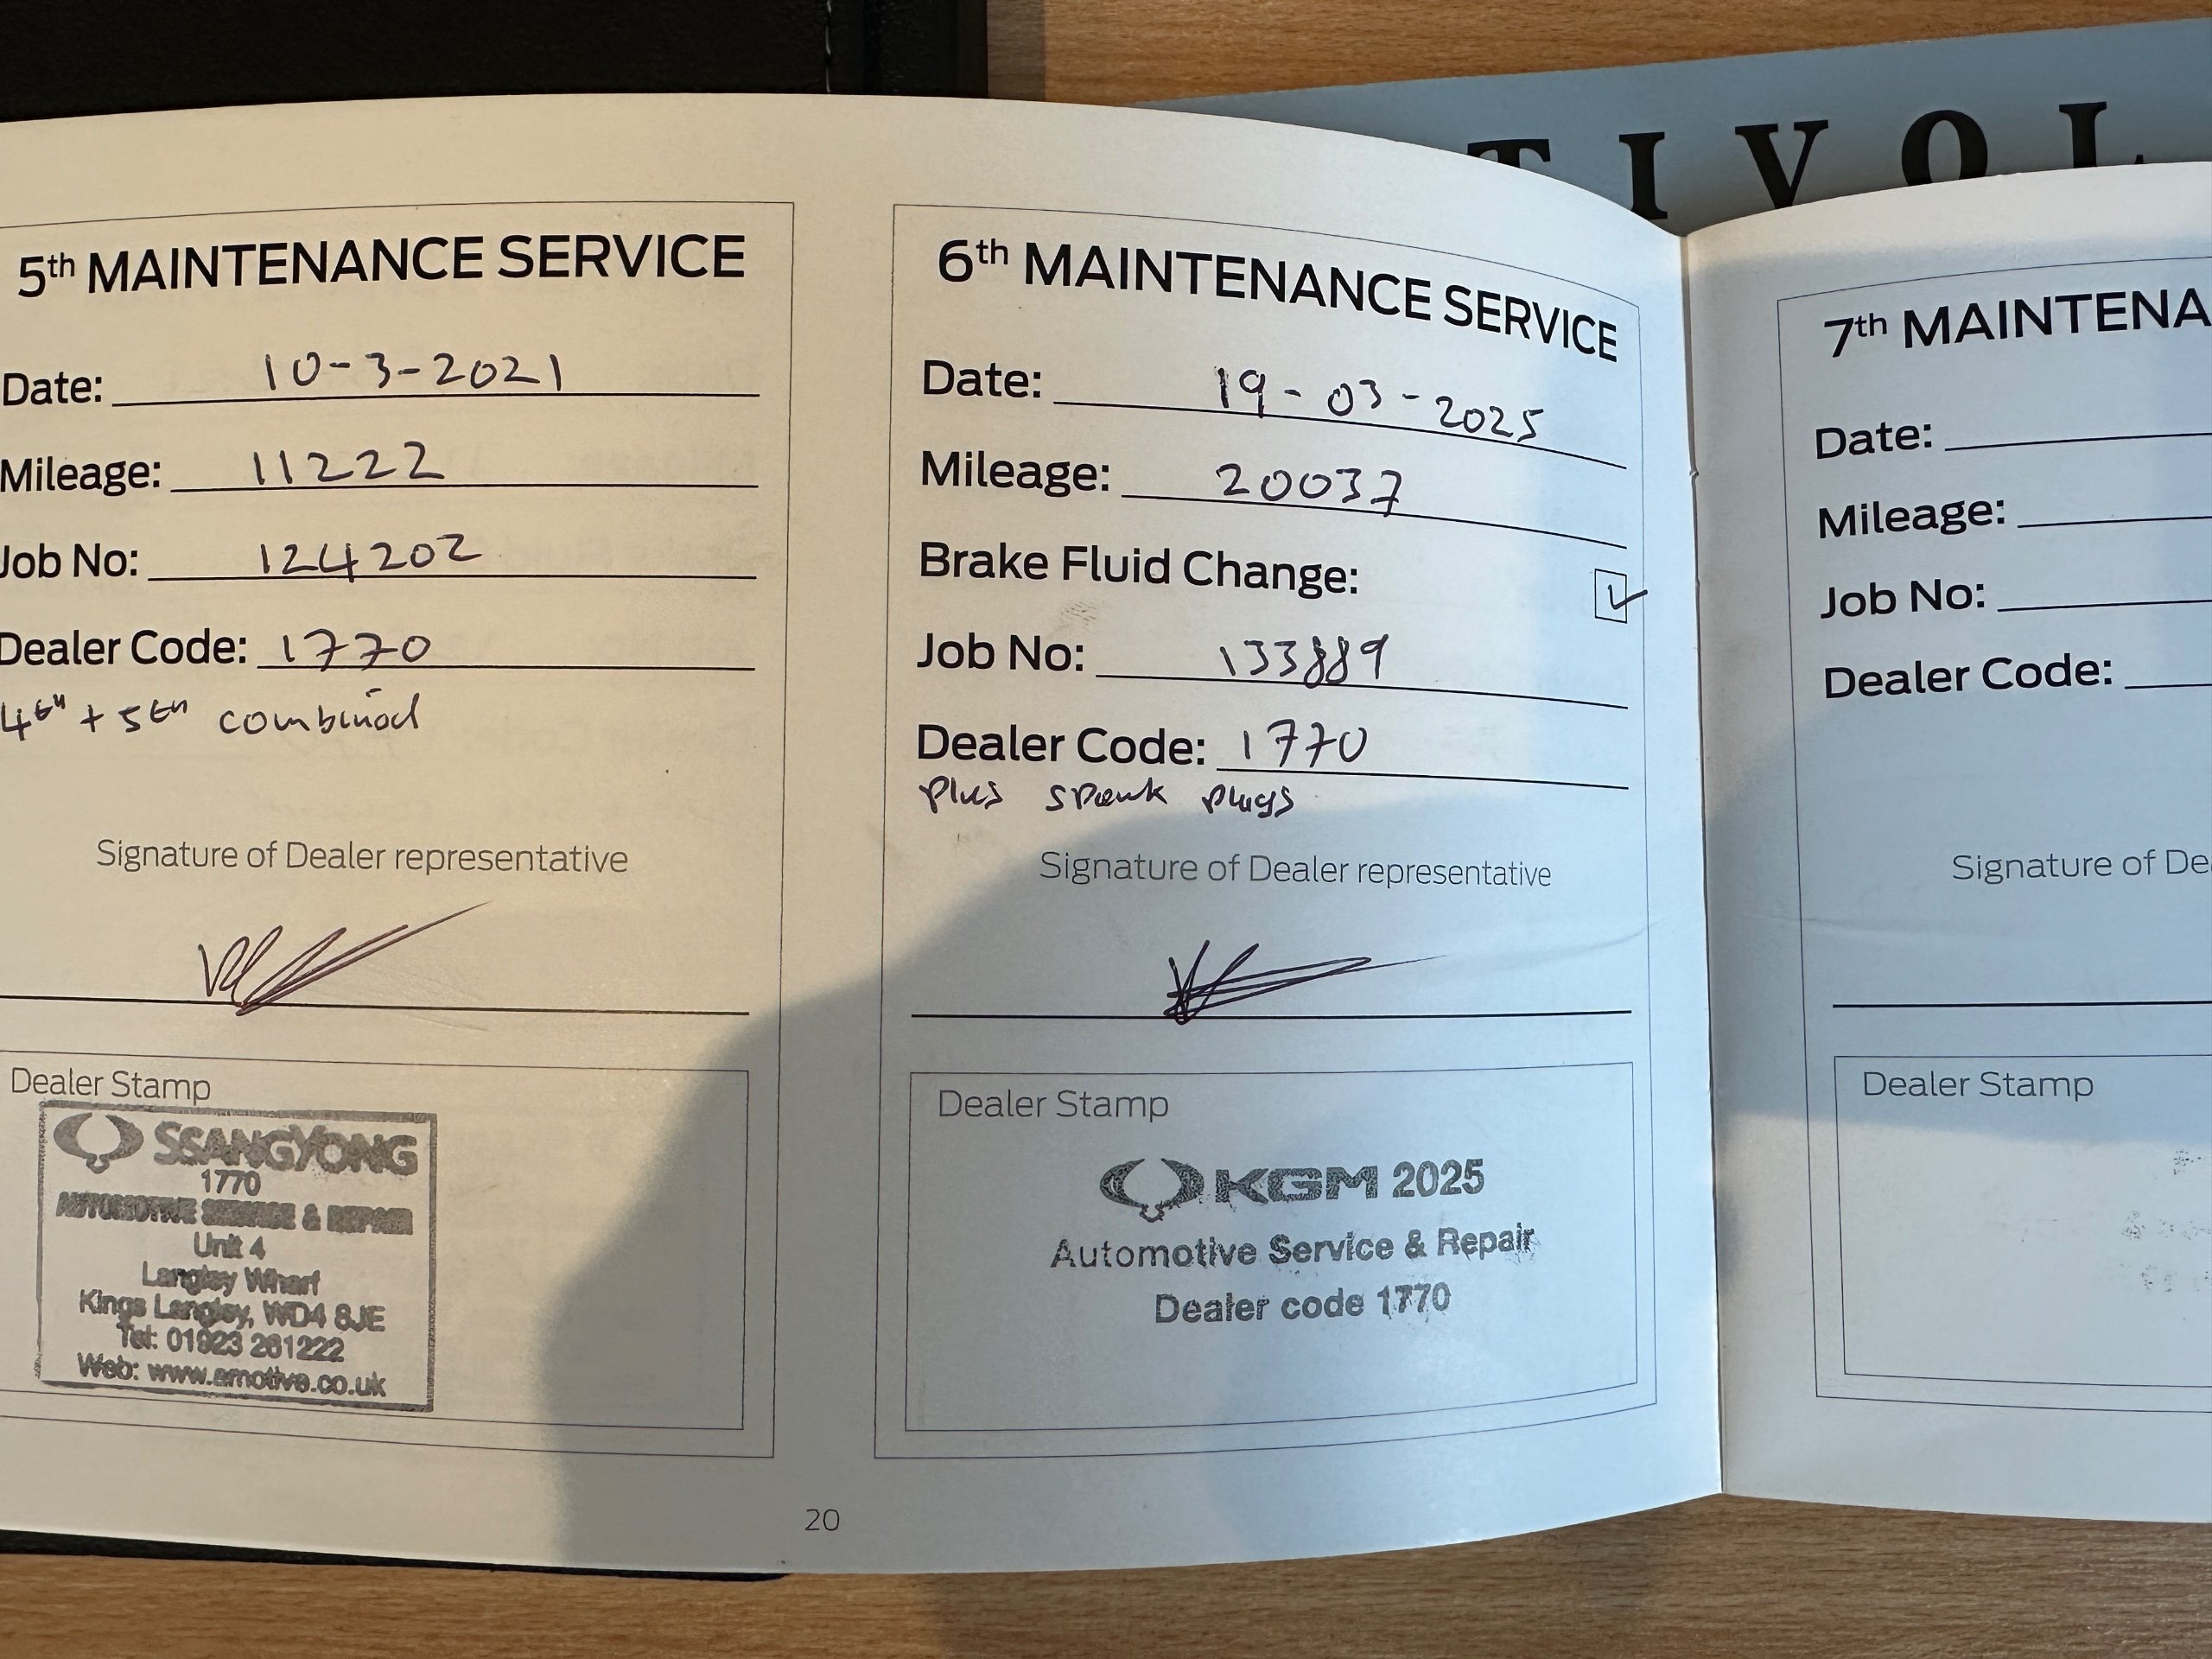 TIVOL
5th MAINTENANCE SERVICE
Date: 10-3-2021
Mileage: 11222
Job No: 124202
Dealer Code: 1770
4th + 5th combined
Signature of Dealer representative
Dealer Stamp
SSANGYONG
1770
AUTOMOTIVE SERVICE & REPAIR
Unit 4
Langley Wharf
Kings Langley, WD4 8JE
Tel: 01923 261222
Web: www.amotive.co.uk
6th MAINTENANCE SERVICE
Date: 19-03-2025
Mileage: 20037
Brake Fluid Change: ✓
Job No: 133889
Dealer Code: 1770
plus spark plugs
Signature of Dealer representative
Dealer Stamp
KGM 2025
Automotive Service & Repair
Dealer code 1770
20
7th MAINTENA
Date:
Mileage:
Job No:
Dealer Code:
Signature of De
Dealer Stamp